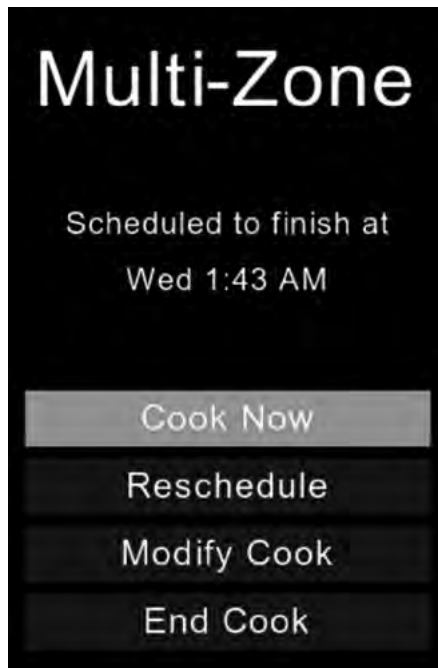 Multi-Zone
Scheduled to finish at
Wed 1:43 AM
Cook Now
Reschedule
Modify Cook
End Cook